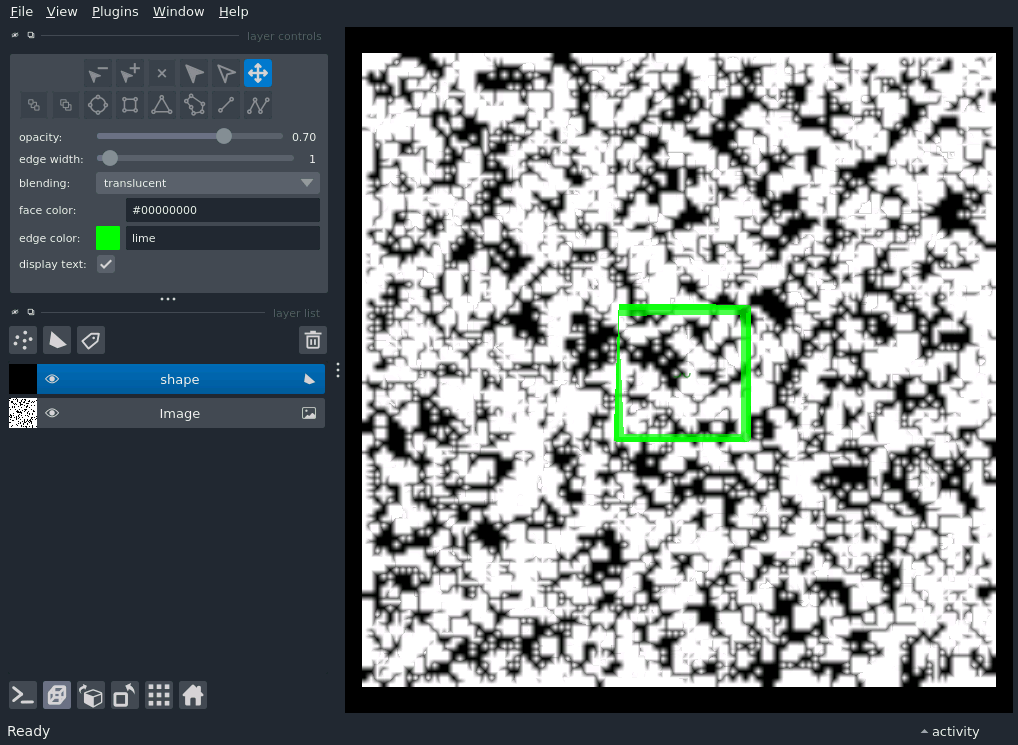 File View Plugins Window Help
layer controls
opacity: 0.70
edge width: 1
blending: translucent
face color: #00000000
edge color: lime
display text:
layer list
shape
Image
Ready
activity